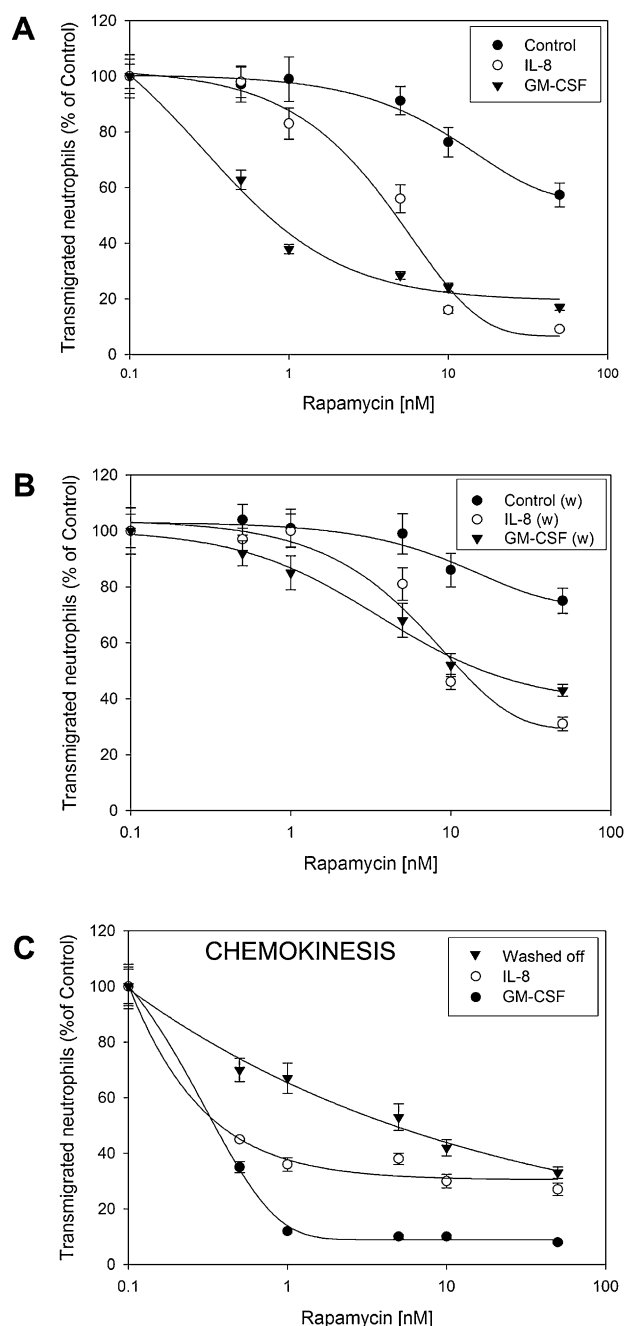 A
Transmigrated neutrophils (% of Control)
120
100
80
60
40
20
0
Control
IL-8
GM-CSF
0.1 1 10 100
Rapamycin [nM]
B
Transmigrated neutrophils (% of Control)
120
100
80
60
40
20
0
Control (w)
IL-8 (w)
GM-CSF (w)
0.1 1 10 100
Rapamycin [nM]
C
Transmigrated neutrophils (%of Control)
120
100
80
60
40
20
0
CHEMOKINESIS
Washed off
IL-8
GM-CSF
0.1 1 10 100
Rapamycin [nM]